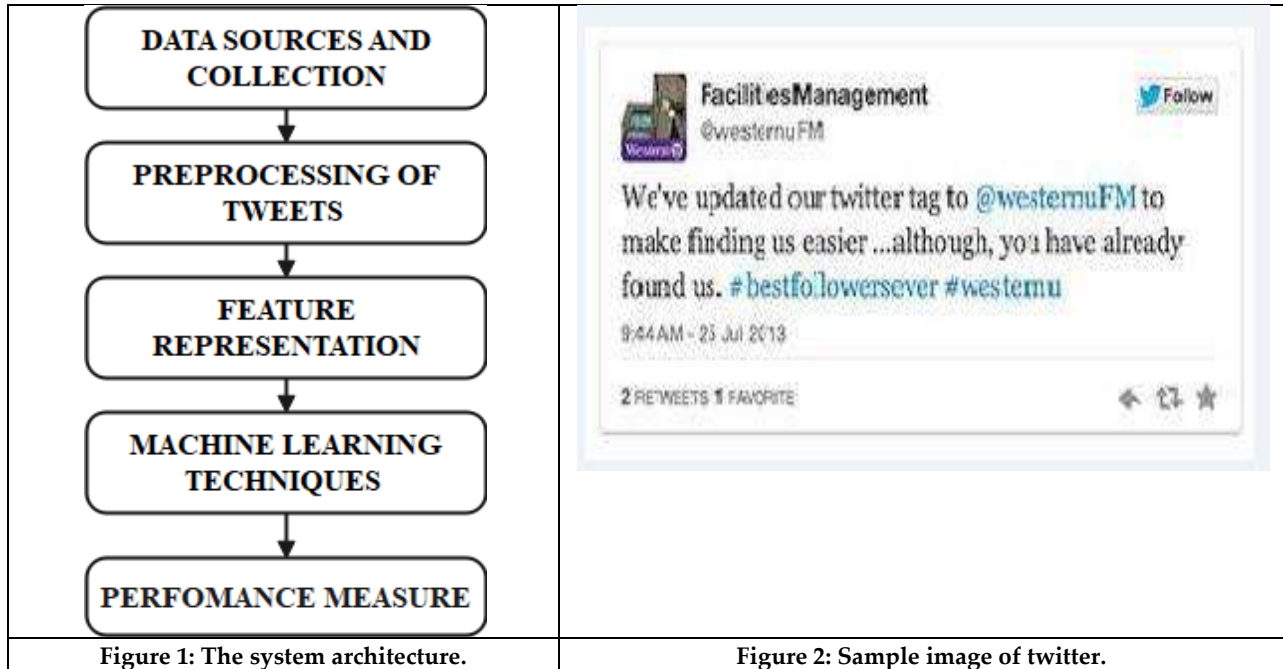 DATA SOURCES AND
COLLECTION
PREPROCESSING OF
TWEETS
FEATURE
REPRESENTATION
MACHINE LEARNING
TECHNIQUES
PERFOMANCE MEASURE
Figure 1: The system architecture.
FacilitiesManagement
@westernuFM
Follow
Western
We've updated our twitter tag to @westernuFM to
make finding us easier ...although, you have already
found us. #bestfollowersever #westernu
9:44 AM - 25 Jul 2013
2 RETWEETS 1 FAVORITE
Figure 2: Sample image of twitter.